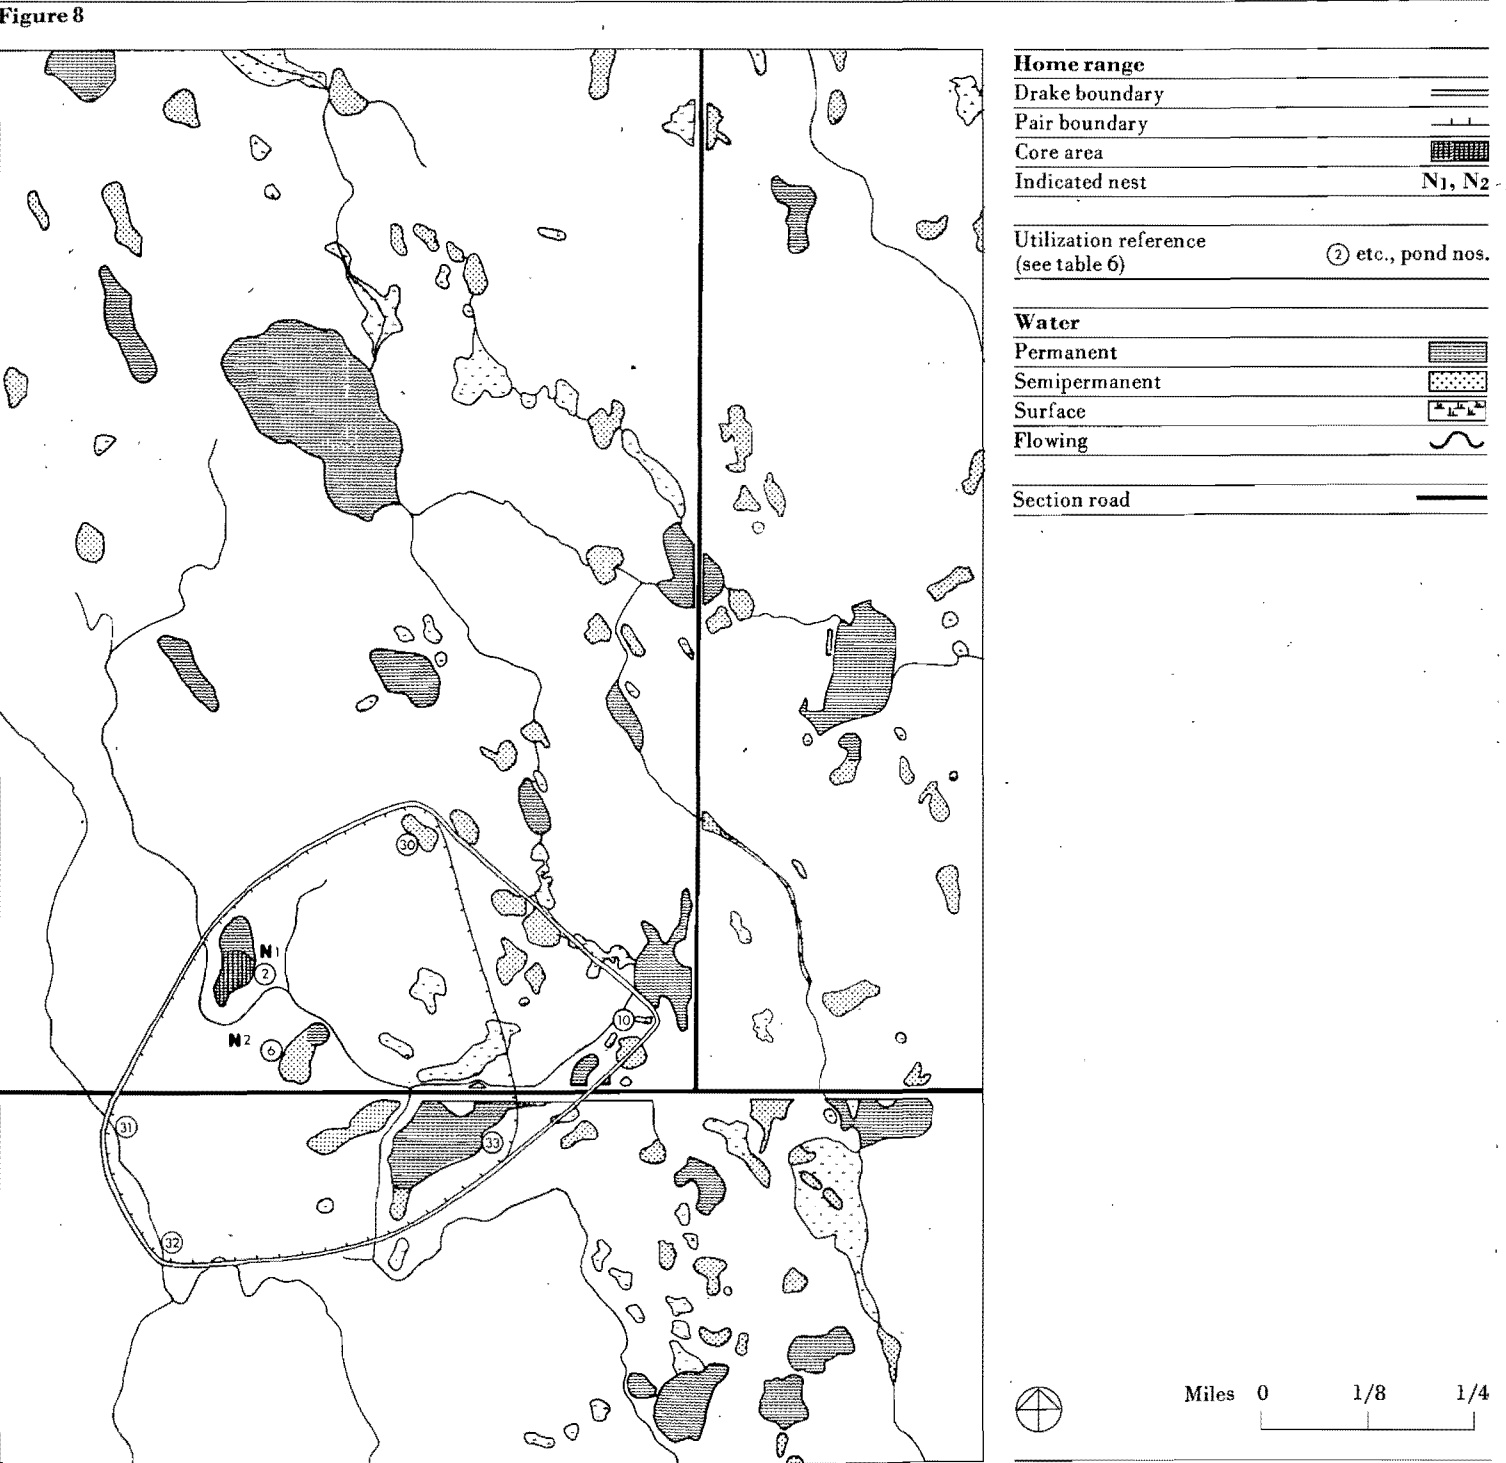 Figure 8
Home range
Drake boundary
Pair boundary
Core area
Indicated nest N1, N2
Utilization reference
(see table 6) ② etc., pond nos.
Water
Permanent
Semipermanent
Surface
Flowing
Section road
30
N1
2
N2
6
10
31
33
32
Miles 0 1/8 1/4